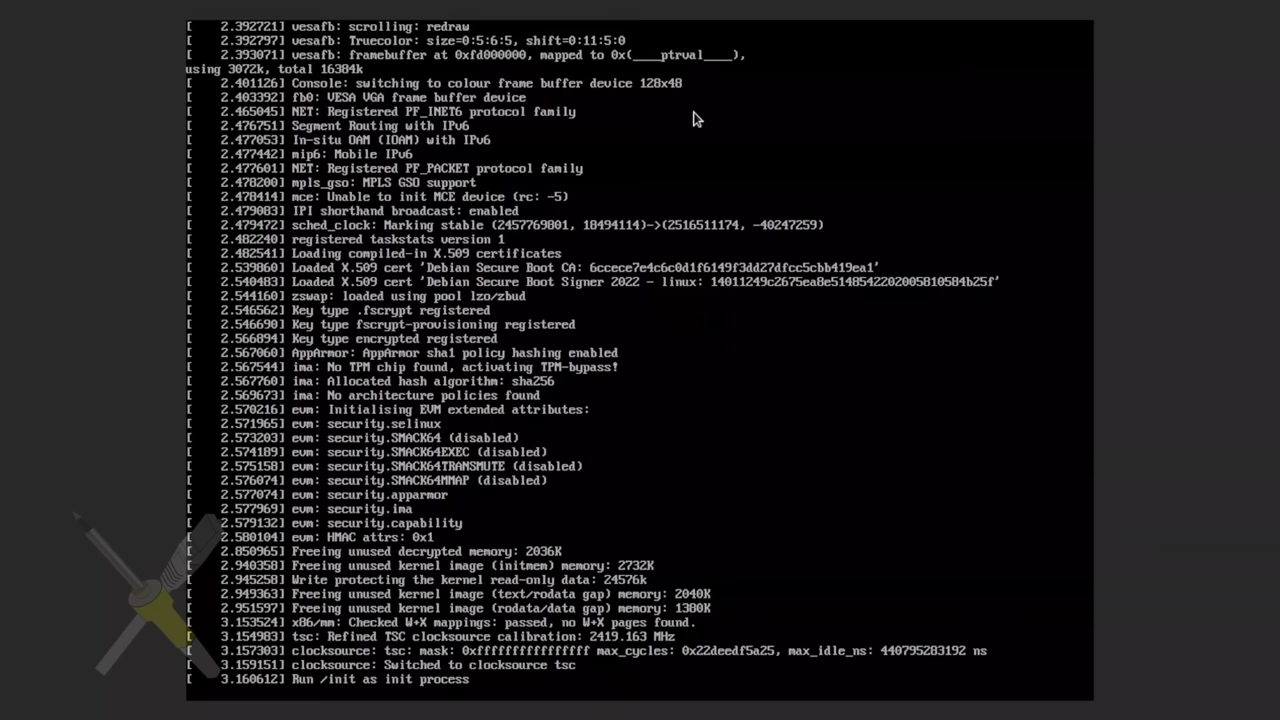 [    2.392721] vesafb: scrolling: redraw
[    2.392797] vesafb: Truecolor: size=0:5:6:5, shift=0:11:5:0
[    2.393071] vesafb: framebuffer at 0xfd000000, mapped to 0x(____ptrval____),
using 3072k, total 16384k
[    2.401126] Console: switching to colour frame buffer device 128x48
[    2.403392] fb0: VESA VGA frame buffer device
[    2.465045] NET: Registered PF_INET6 protocol family
[    2.476751] Segment Routing with IPv6
[    2.477053] In-situ OAM (IOAM) with IPv6
[    2.477442] mip6: Mobile IPv6
[    2.477601] NET: Registered PF_PACKET protocol family
[    2.478200] mpls_gso: MPLS GSO support
[    2.478414] mce: Unable to init MCE device (rc: -5)
[    2.479083] IPI shorthand broadcast: enabled
[    2.479472] sched_clock: Marking stable (2457769801, 18494114)->(2516511174, -40247259)
[    2.482240] registered taskstats version 1
[    2.482541] Loading compiled-in X.509 certificates
[    2.539860] Loaded X.509 cert 'Debian Secure Boot CA: 6ccece7e4c6c0d1f6149f3dd27dfcc5cbb419ea1'
[    2.540483] Loaded X.509 cert 'Debian Secure Boot Signer 2022 - linux: 14011249c2675ea8e5148542202005810584b25f'
[    2.544160] zswap: loaded using pool lzo/zbud
[    2.546562] Key type .fscrypt registered
[    2.546690] Key type fscrypt-provisioning registered
[    2.566894] Key type encrypted registered
[    2.567060] AppArmor: AppArmor sha1 policy hashing enabled
[    2.567544] ima: No TPM chip found, activating TPM-bypass!
[    2.567760] ima: Allocated hash algorithm: sha256
[    2.569673] ima: No architecture policies found
[    2.570216] evm: Initialising EVM extended attributes:
[    2.571965] evm: security.selinux
[    2.573203] evm: security.SMACK64 (disabled)
[    2.574189] evm: security.SMACK64EXEC (disabled)
[    2.575158] evm: security.SMACK64TRANSMUTE (disabled)
[    2.576074] evm: security.SMACK64MMAP (disabled)
[    2.577074] evm: security.apparmor
[    2.577969] evm: security.ima
[    2.579132] evm: security.capability
[    2.580104] evm: HMAC attrs: 0x1
[    2.850965] Freeing unused decrypted memory: 2036K
[    2.940358] Freeing unused kernel image (initmem) memory: 2732K
[    2.945258] Write protecting the kernel read-only data: 24576k
[    2.949363] Freeing unused kernel image (text/rodata gap) memory: 2040K
[    2.951597] Freeing unused kernel image (rodata/data gap) memory: 1380K
[    3.153524] x86/mm: Checked W+X mappings: passed, no W+X pages found.
[    3.154983] tsc: Refined TSC clocksource calibration: 2419.163 MHz
[    3.157303] clocksource: tsc: mask: 0xffffffffffffffff max_cycles: 0x22deedf5a25, max_idle_ns: 440795283192 ns
[    3.159151] clocksource: Switched to clocksource tsc
[    3.160612] Run /init as init process